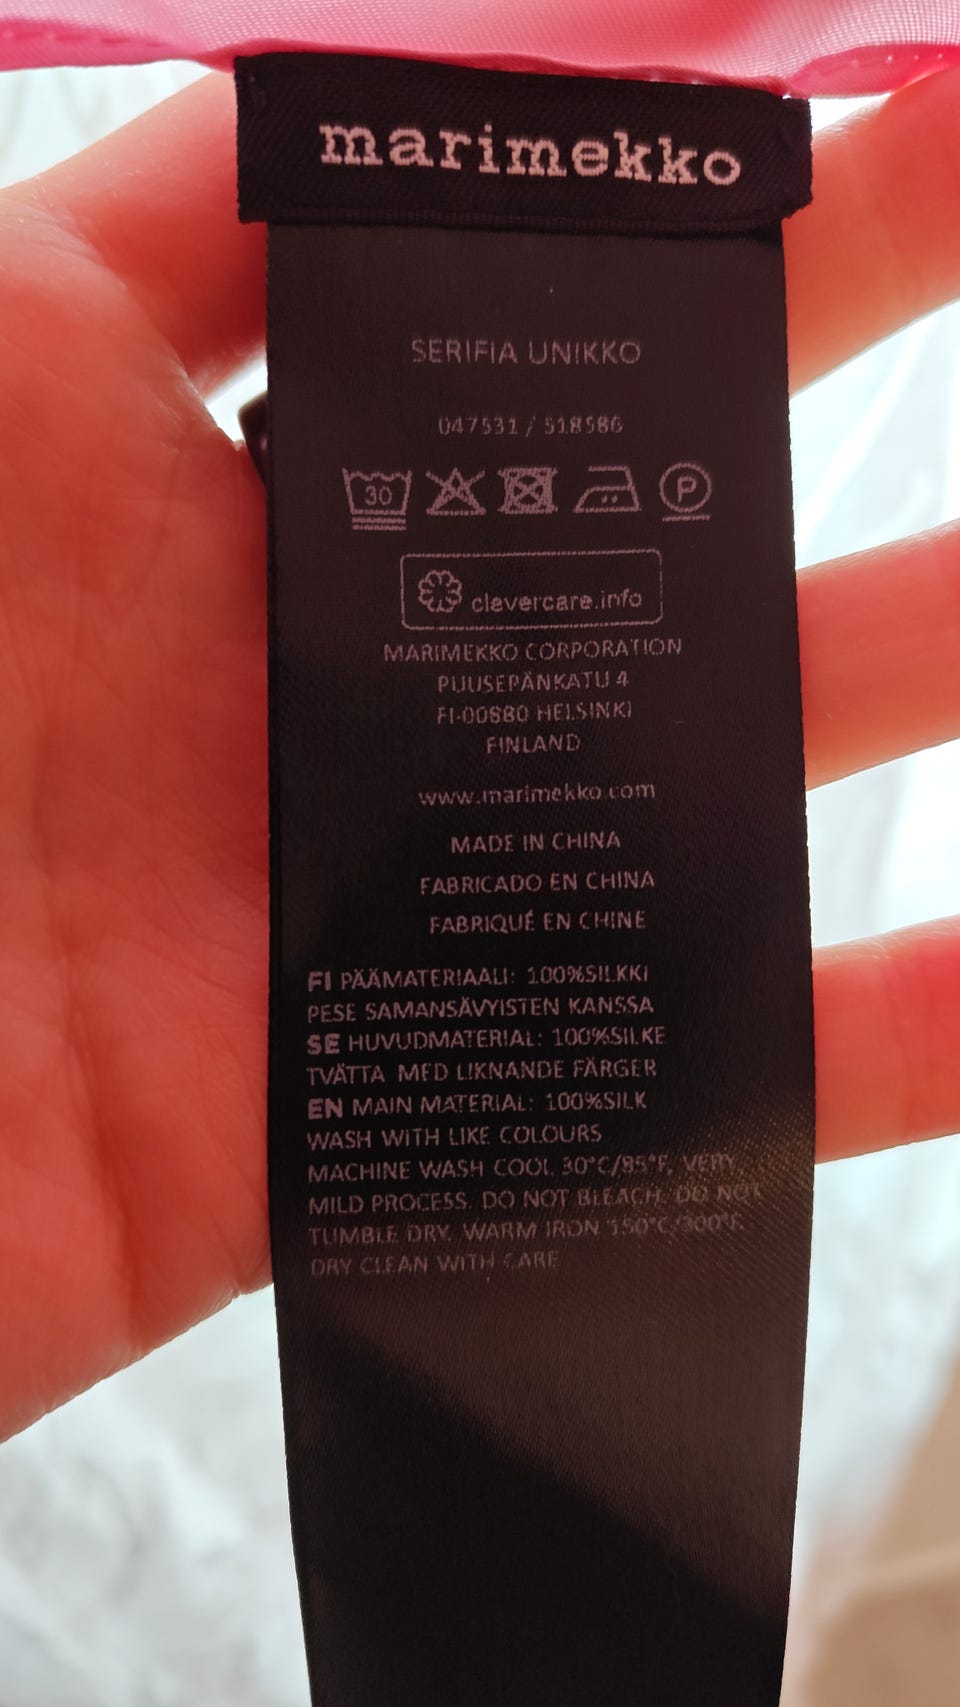 marimekko
SERIFIA UNIKKO
047531 / 518586
30
P
clevercare.info
MARIMEKKO CORPORATION
PUUSEPÄNKATU 4
FI-00880 HELSINKI
FINLAND
www.marimekko.com
MADE IN CHINA
FABRICADO EN CHINA
FABRIQUÉ EN CHINE
FI PÄÄMATERIAALI: 100%SILKKI
PESE SAMANSÄVYISTEN KANSSA
SE HUVUDMATERIAL: 100%SILKE
TVÄTTA MED LIKNANDE FÄRGER
EN MAIN MATERIAL: 100%SILK
WASH WITH LIKE COLOURS
MACHINE WASH COOL 30°C/85°F, VERY
MILD PROCESS. DO NOT BLEACH. DO NOT
TUMBLE DRY. WARM IRON 150°C/300°F.
DRY CLEAN WITH CARE